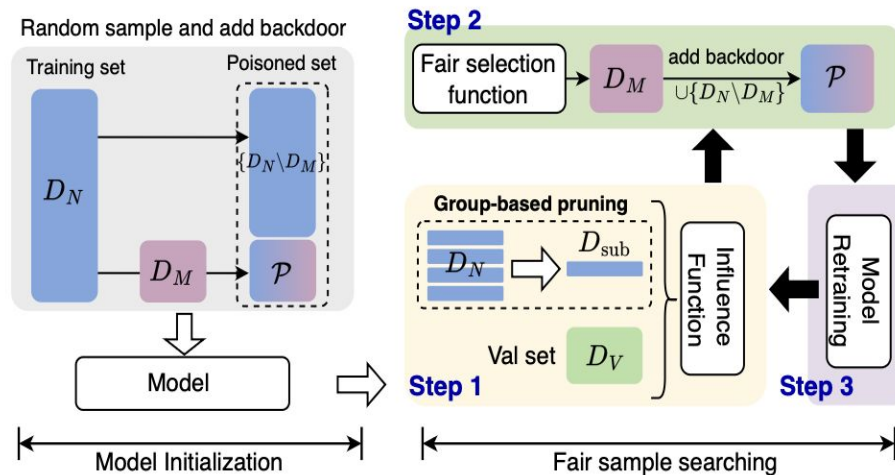 Random sample and add backdoor
Training set
Poisoned set
D_N
{D_N\D_M}
D_M
𝒫
Model
Model Initialization
Step 2
Fair selection
function
D_M
add backdoor
∪{D_N\D_M}
𝒫
Group-based pruning
D_N
D_sub
Val set
D_V
Influence
Function
Step 1
Model
Retraining
Step 3
Fair sample searching